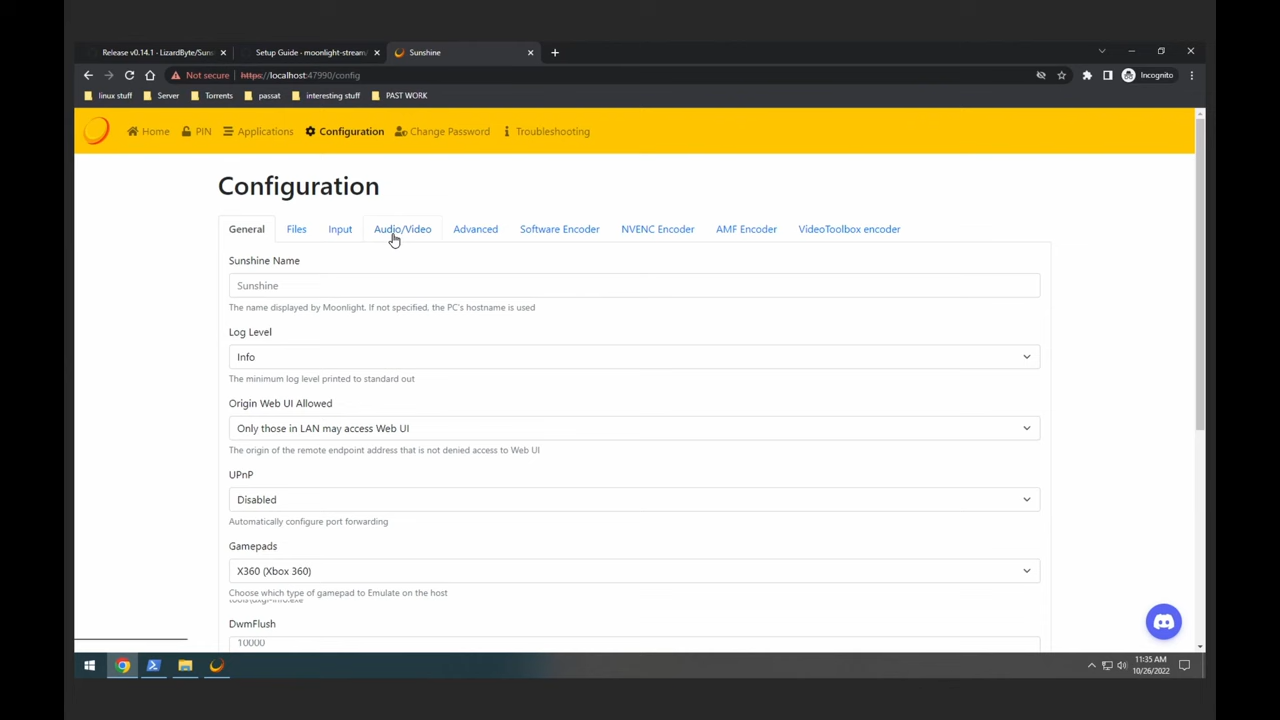 Release v0.14.1 - LizardByte/Suns
Setup Guide · moonlight-stream/
Sunshine
Not secure
https://localhost:47990/config
Incognito
linux stuff
Server
Torrents
passat
interesting stuff
PAST WORK
Home
PIN
Applications
Configuration
Change Password
Troubleshooting
Configuration
General
Files
Input
Audio/Video
Advanced
Software Encoder
NVENC Encoder
AMF Encoder
VideoToolbox encoder
Sunshine Name
Sunshine
The name displayed by Moonlight. If not specified, the PC's hostname is used
Log Level
Info
The minimum log level printed to standard out
Origin Web UI Allowed
Only those in LAN may access Web UI
The origin of the remote endpoint address that is not denied access to Web UI
UPnP
Disabled
Automatically configure port forwarding
Gamepads
X360 (Xbox 360)
Choose which type of gamepad to Emulate on the host
DwmFlush
10000
11:35 AM
10/26/2022